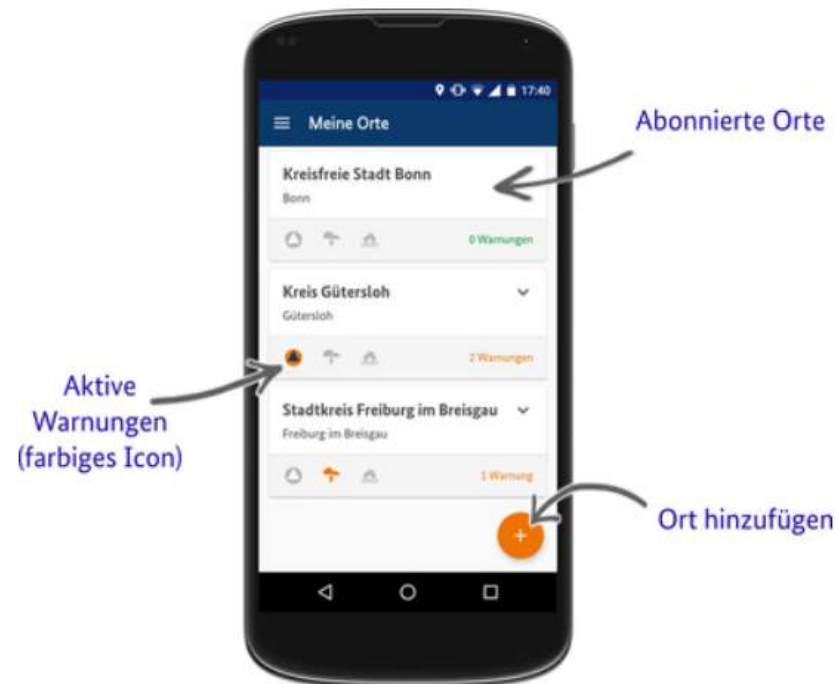 17:40
Meine Orte
Abonnierte Orte
Kreisfreie Stadt Bonn
Bonn
0 Warnungen
Kreis Gütersloh
Gütersloh
2 Warnungen
Aktive
Warnungen
(farbiges Icon)
Stadtkreis Freiburg im Breisgau
Freiburg im Breisgau
1 Warnung
Ort hinzufügen